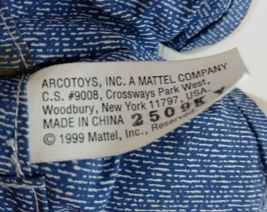 ARCOTOYS, INC. A MATTEL COMPANY
C.S. #9008, Crossways Park West,
Woodbury, New York 11797, USA.
MADE IN CHINA 2509K
© 1999 Mattel, Inc., Reserved